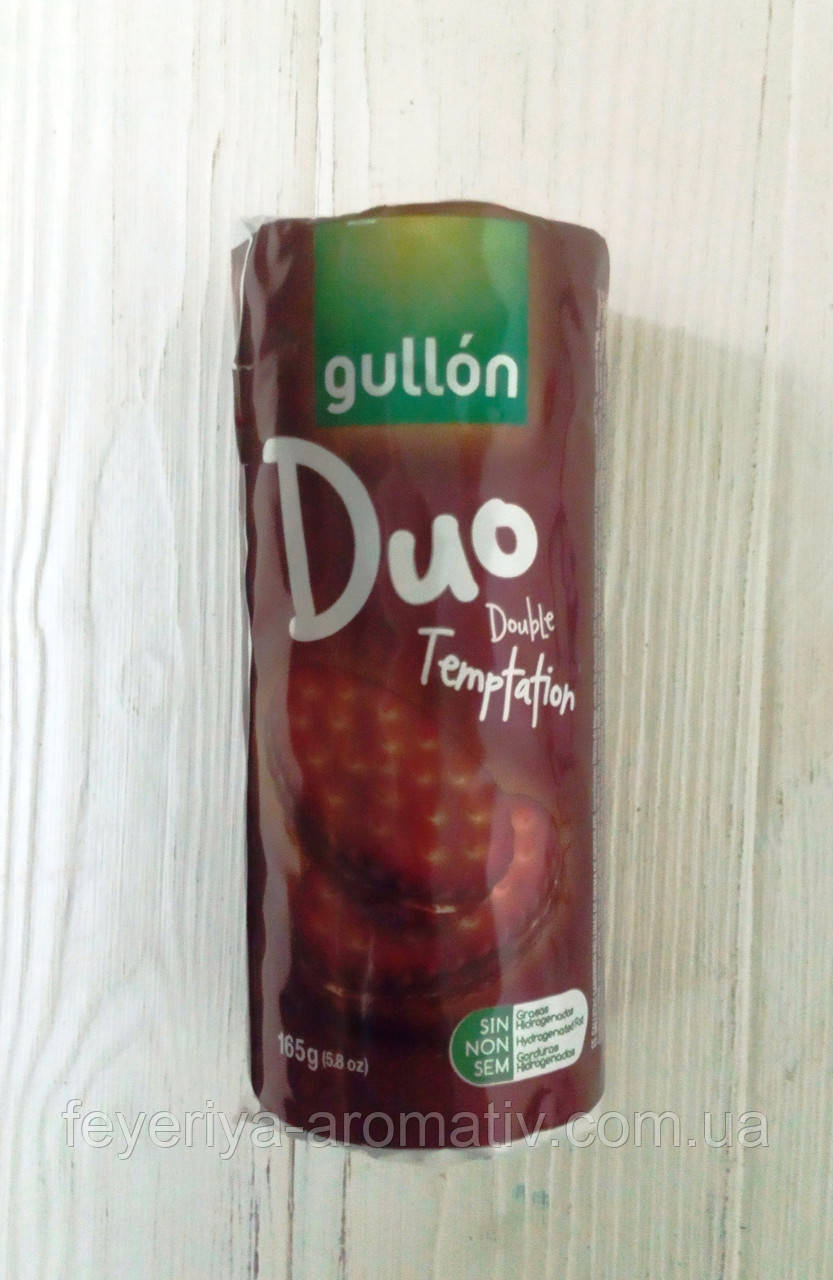 gullón
Duo
Double
Temptation
SIN
NON
SEM
Grasas
Hidrogenadas
Hydrogenated Fat
Gorduras
Hidrogenadas
165g (5.8 oz)
feyeriya-aromativ.com.ua